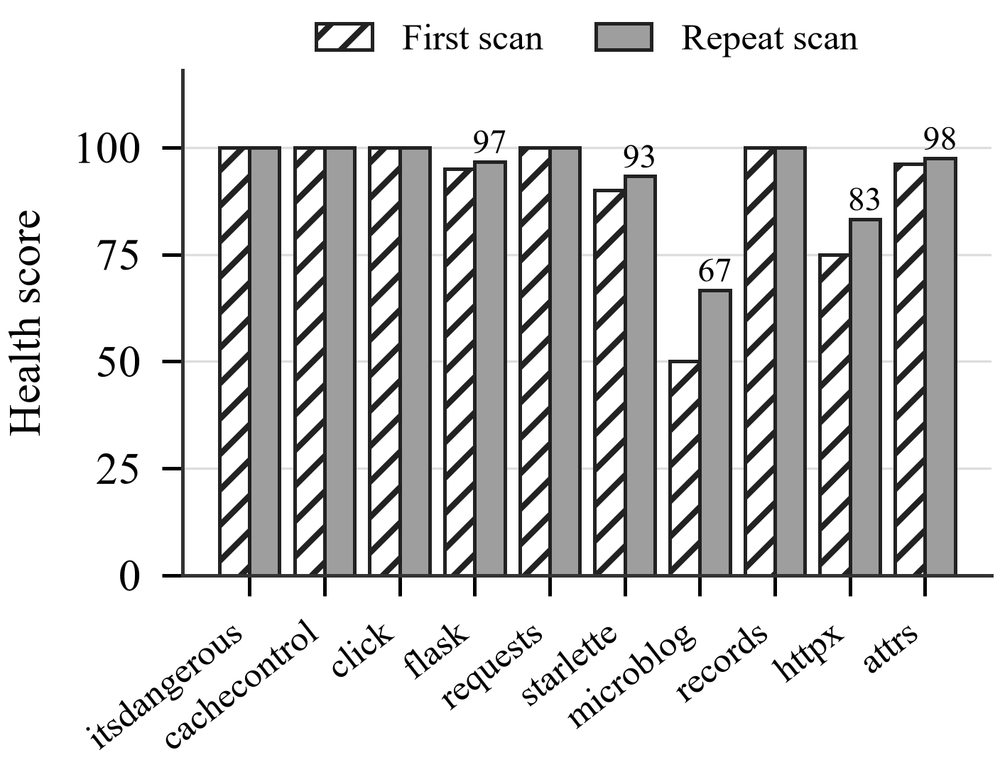 First scan
Repeat scan
Health score
100
75
50
25
0
97
93
67
83
98
itsdangerous
cachecontrol
click
flask
requests
starlette
microblog
records
httpx
attrs